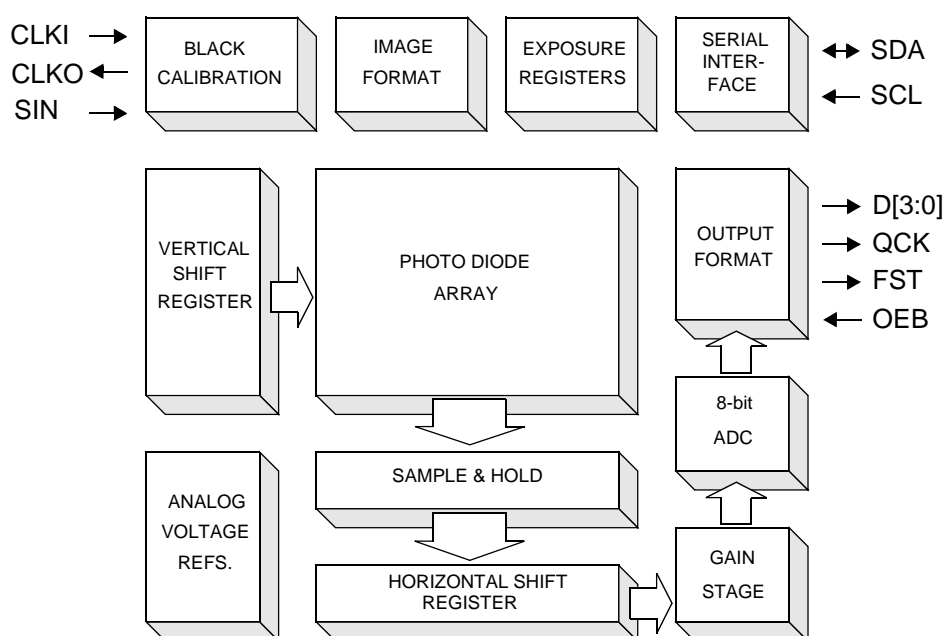 CLKI
CLKO
SIN
BLACK
CALIBRATION
IMAGE
FORMAT
EXPOSURE
REGISTERS
SERIAL
INTER-
FACE
SDA
SCL
VERTICAL
SHIFT
REGISTER
PHOTO DIODE
ARRAY
OUTPUT
FORMAT
D[3:0]
QCK
FST
OEB
8-bit
ADC
ANALOG
VOLTAGE
REFS.
SAMPLE & HOLD
HORIZONTAL SHIFT
REGISTER
GAIN
STAGE